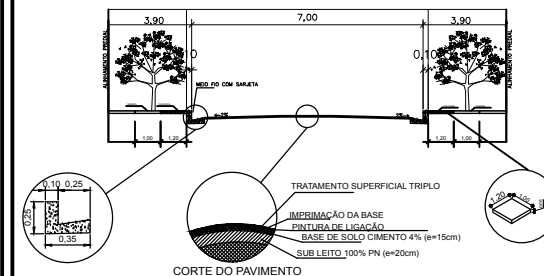 3,90
7,00
3,90
ALINHAMENTO PREDIAL
ALINHAMENTO PREDIAL
0,10
MEIO FIO COM SARJETA
2%
2%
1,00
1,20
1,20
1,00
0,10
0,25
0,25
0,35
TRATAMENTO SUPERFICIAL TRIPLO
IMPRIMAÇÃO DA BASE
PINTURA DE LIGAÇÃO
BASE DE SOLO CIMENTO 4% (e=15cm)
SUB LEITO 100% PN (e=20cm)
CORTE DO PAVIMENTO
1,20
1,00